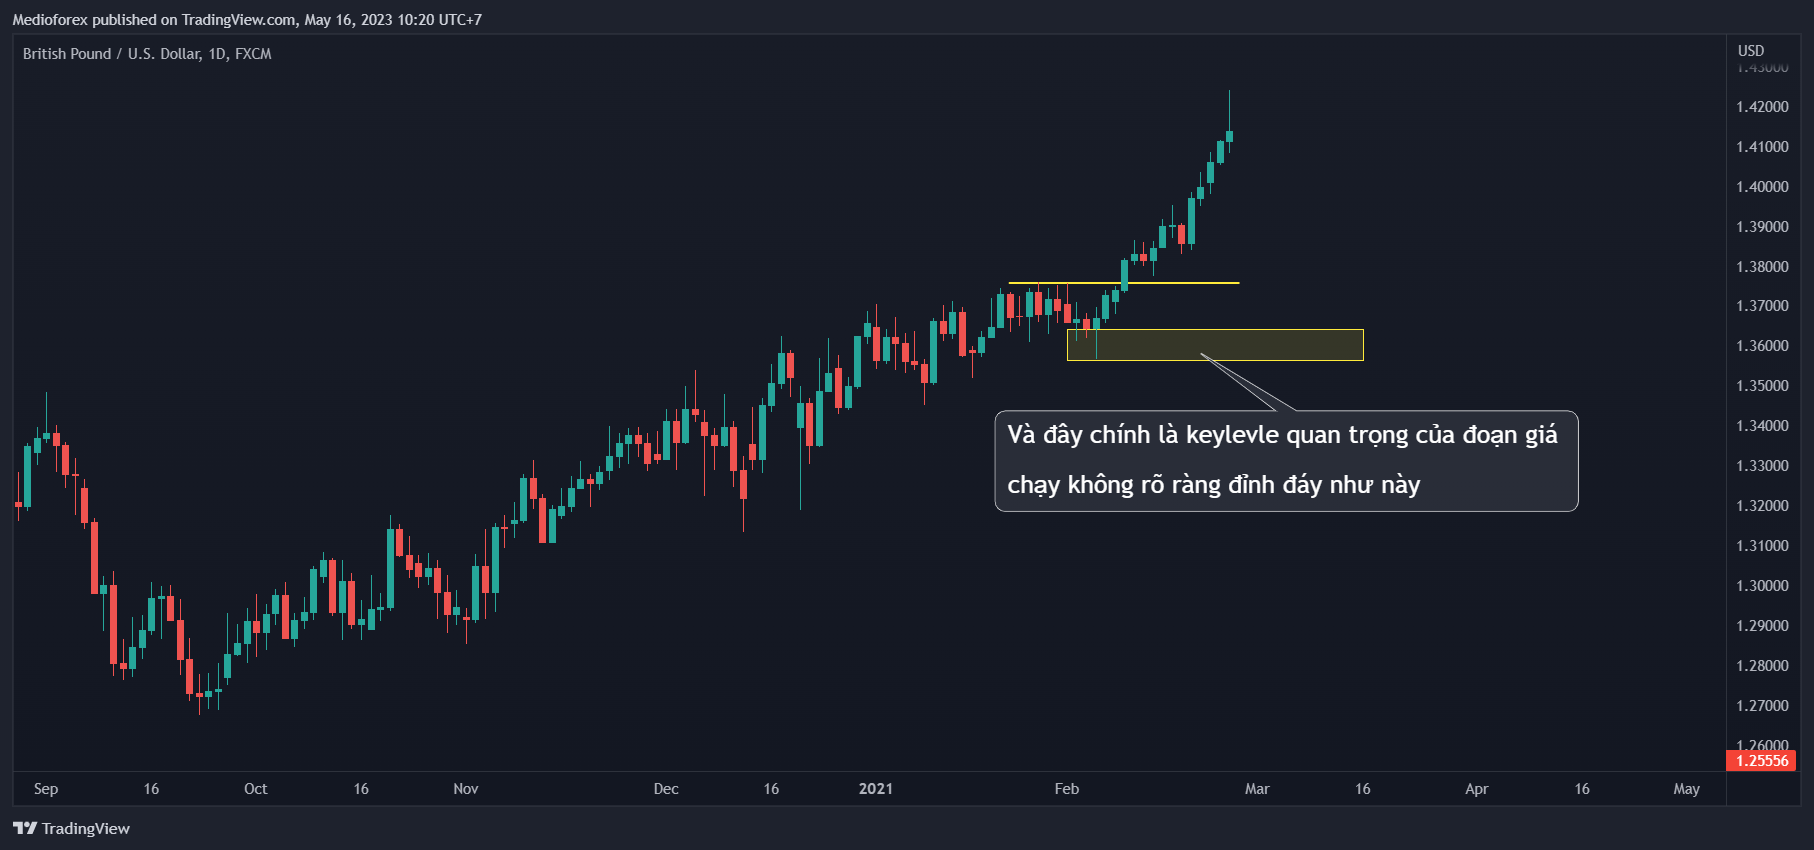 Medioforex published on TradingView.com, May 16, 2023 10:20 UTC+7
British Pound / U.S. Dollar, 1D, FXCM
USD
1.43000
1.42000
1.41000
1.40000
1.39000
1.38000
1.37000
1.36000
1.35000
1.34000
1.33000
1.32000
1.31000
1.30000
1.29000
1.28000
1.27000
1.26000
1.25556
Và đây chính là keylevle quan trọng của đoạn giá
chạy không rõ ràng đỉnh đáy như này
Sep 16 Oct 16 Nov Dec 16 2021 Feb Mar 16 Apr 16 May
TradingView